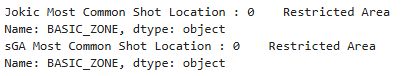 Jokic Most Common Shot Location : 0    Restricted Area
Name: BASIC_ZONE, dtype: object
sGA Most Common Shot Location : 0    Restricted Area
Name: BASIC_ZONE, dtype: object